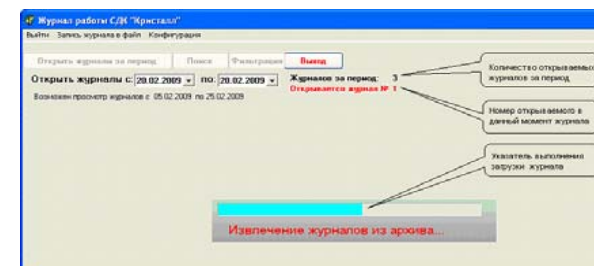 Журнал работы СДК "Кристалл"
Выйти Запись журнала в файл Конфигурация
Открыть журналы за период Поиск Фильтрация Вывод
Открыть журналы с: 20.02.2009 по: 20.02.2009 Журналов за период: 3
Открывается журнал № 1
Возможен просмотр журналов с 05.02.2009 по 25.02.2009
Количество открываемых
журналов за период
Номер открываемого в
данный момент журнала
Указатель выполнения
загрузки журнала
Извлечение журналов из архива...